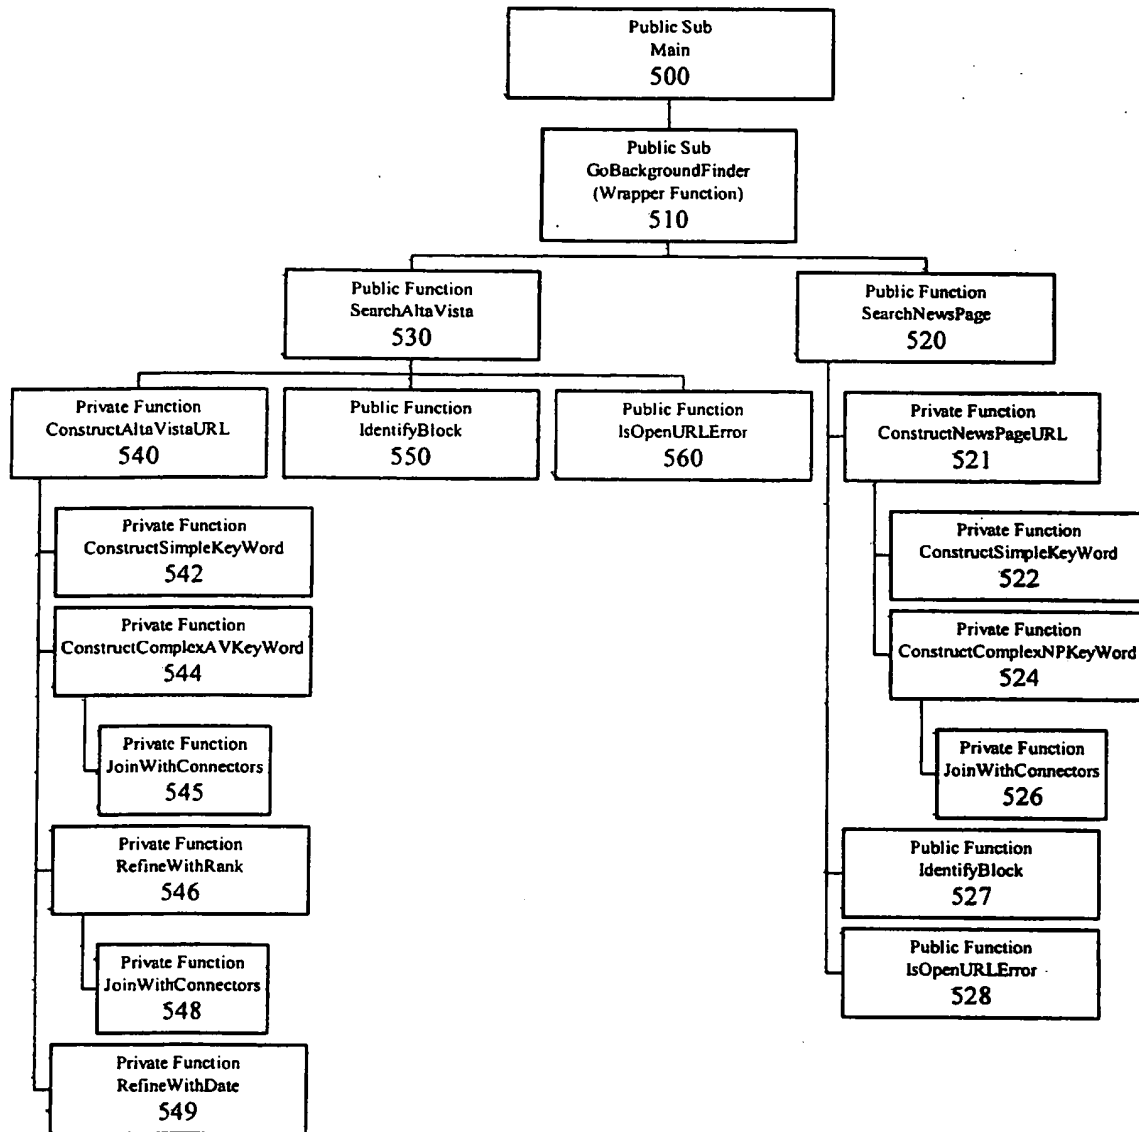 Public Sub
Main
500
Public Sub
GoBackgroundFinder
(Wrapper Function)
510
Public Function
SearchAltaVista
530
Public Function
SearchNewsPage
520
Private Function
ConstructAltaVistaURL
540
Public Function
IdentifyBlock
550
Public Function
IsOpenURLError
560
Private Function
ConstructNewsPageURL
521
Private Function
ConstructSimpleKeyWord
542
Private Function
ConstructSimpleKeyWord
522
Private Function
ConstructComplexAVKeyWord
544
Private Function
ConstructComplexNPKeyWord
524
Private Function
JoinWithConnectors
545
Private Function
JoinWithConnectors
526
Private Function
RefineWithRank
546
Public Function
IdentifyBlock
527
Private Function
JoinWithConnectors
548
Public Function
IsOpenURLError
528
Private Function
RefineWithDate
549